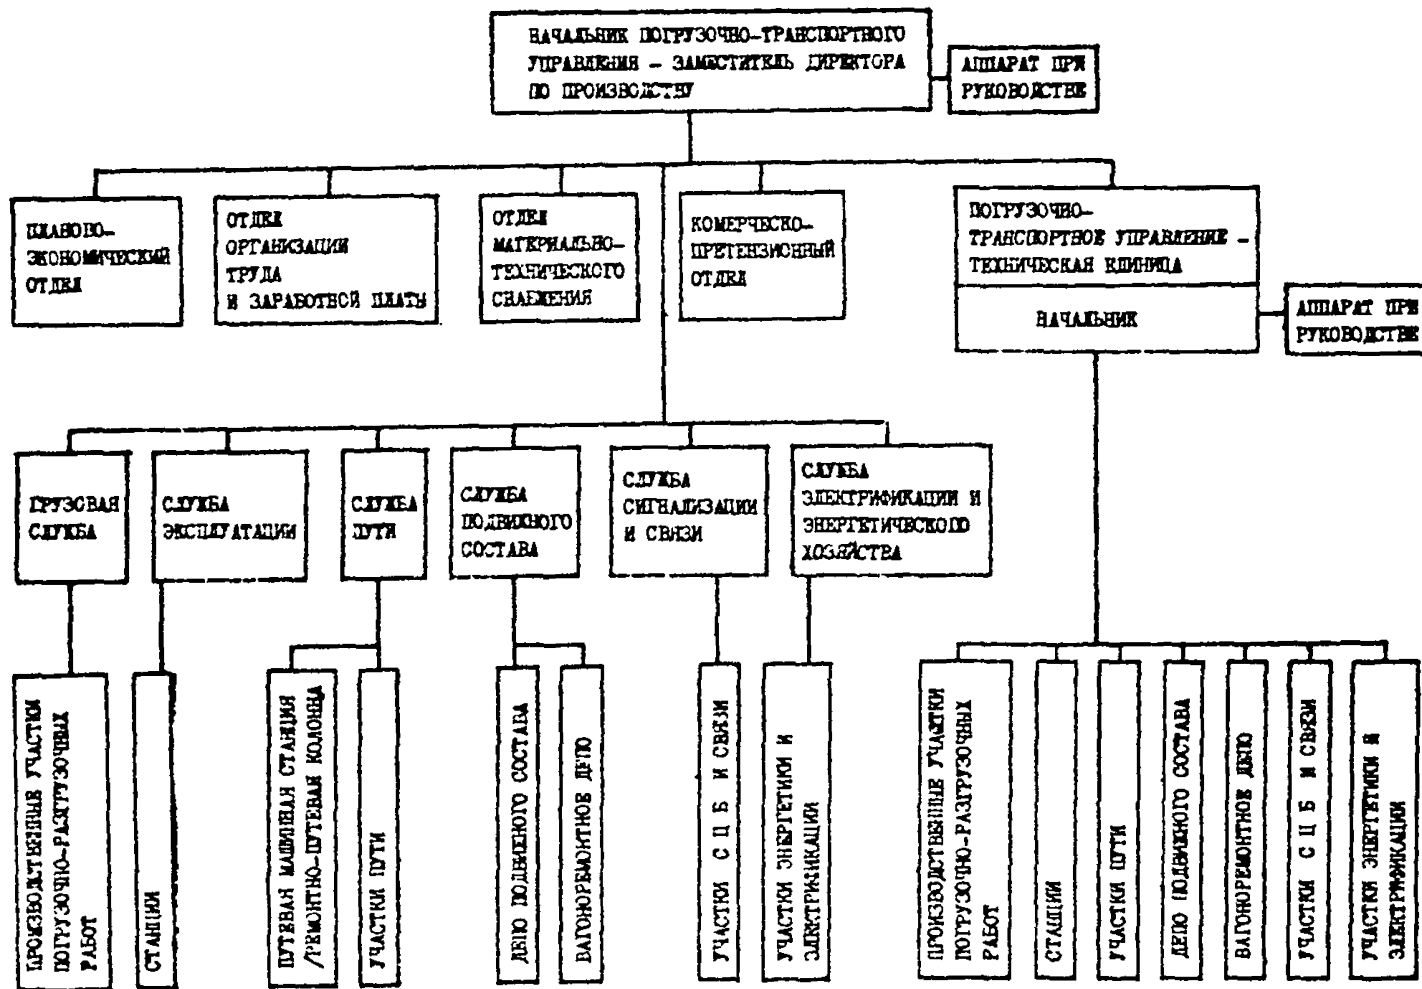 НАЧАЛЬНИК ПОГРУЗОЧНО-ТРАНСПОРТНОГО
УПРАВЛЕНИЯ - ЗАМЕСТИТЕЛЬ ДИРЕКТОРА
ПО ПРОИЗВОДСТВУ
АППАРАТ ПРИ
РУКОВОДСТВЕ
ПЛАНОВО-
ЭКОНОМИЧЕСКИЙ
ОТДЕЛ
ОТДЕЛ
ОРГАНИЗАЦИИ
ТРУДА
И ЗАРАБОТНОЙ ПЛАТЫ
ОТДЕЛ
МАТЕРИАЛЬНО-
ТЕХНИЧЕСКОГО
СНАБЖЕНИЯ
КОМЕРЧЕСКО-
ПРЕТЕНЗИОННЫЙ
ОТДЕЛ
ПОГРУЗОЧНО-
ТРАНСПОРТНОЕ УПРАВЛЕНИЕ -
ТЕХНИЧЕСКАЯ ЕДИНИЦА
НАЧАЛЬНИК
АППАРАТ ПРИ
РУКОВОДСТВЕ
ГРУЗОВАЯ
СЛУЖБА
СЛУЖБА
ЭКСПЛУАТАЦИИ
СЛУЖБА
ПУТИ
СЛУЖБА
ПОДВИЖНОГО
СОСТАВА
СЛУЖБА
СИГНАЛИЗАЦИИ
И СВЯЗИ
СЛУЖБА
ЭЛЕКТРИФИКАЦИИ И
ЭНЕРГЕТИЧЕСКОГО
ХОЗЯЙСТВА
ПРОИЗВОДСТВЕННЫЕ УЧАСТКИ
ПОГРУЗОЧНО-РАЗГРУЗОЧНЫХ
РАБОТ
СТАНЦИИ
ПУТЕВАЯ МАШИННАЯ СТАНЦИЯ
/РЕМОНТНО-ПУТЕВАЯ КОЛОННА/
УЧАСТКИ ПУТИ
ДЕПО ПОДВИЖНОГО СОСТАВА
ВАГОНОРЕМОНТНОЕ ДЕПО
УЧАСТКИ С Ц Б И СВЯЗИ
УЧАСТКИ ЭНЕРГЕТИКИ И
ЭЛЕКТРИФИКАЦИИ
ПРОИЗВОДСТВЕННЫЕ УЧАСТКИ
ПОГРУЗОЧНО-РАЗГРУЗОЧНЫХ
РАБОТ
СТАНЦИИ
УЧАСТКИ ПУТИ
ДЕПО ПОДВИЖНОГО СОСТАВА
ВАГОНОРЕМОНТНОЕ ДЕПО
УЧАСТКИ С Ц Б И СВЯЗИ
УЧАСТКИ ЭНЕРГЕТИКИ И
ЭЛЕКТРИФИКАЦИИ